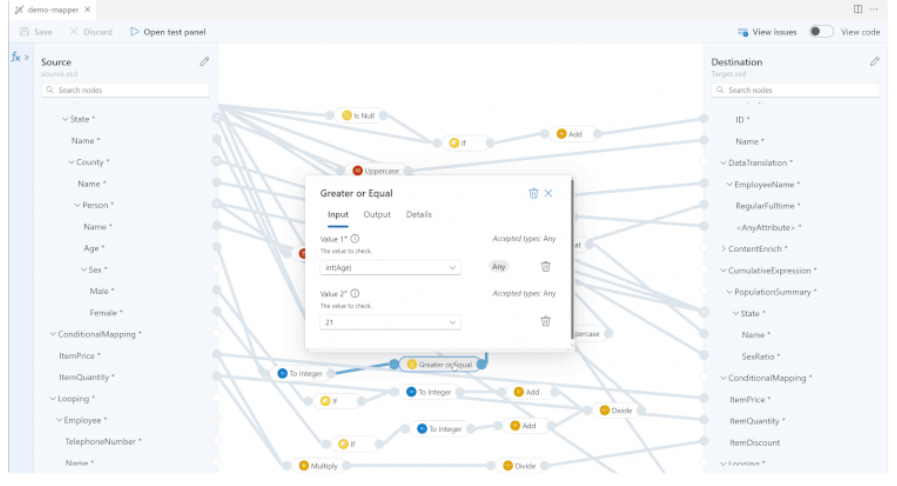 demo-mapper
Save Discard Open test panel View issues View code
fx
Source
source.xsd
Search nodes
State *
Name *
County *
Name *
Person *
Name *
Age *
Sex *
Male *
Female *
ConditionalMapping *
ItemPrice *
ItemQuantity *
Looping *
Employee *
TelephoneNumber *
Name *
Is Null
If
Add
Uppercase
Greater or Equal
Input Output Details
Value 1* Accepted types: Any
The value to check.
int(Age) Any
Value 2* Accepted types: Any
The value to check.
21
at
percase
Greater or Equal
To Integer
To Integer
Add
If
Divide
To Integer
Add
If
Multiply
Divide
Destination
Target.xsd
Search nodes
ID *
Name *
DataTranslation *
EmployeeName *
RegularFulltime *
<AnyAttribute> *
ContentEnrich *
CumulativeExpression *
PopulationSummary *
State *
Name *
SexRatio *
ConditionalMapping *
ItemPrice *
ItemQuantity *
ItemDiscount
Looping *